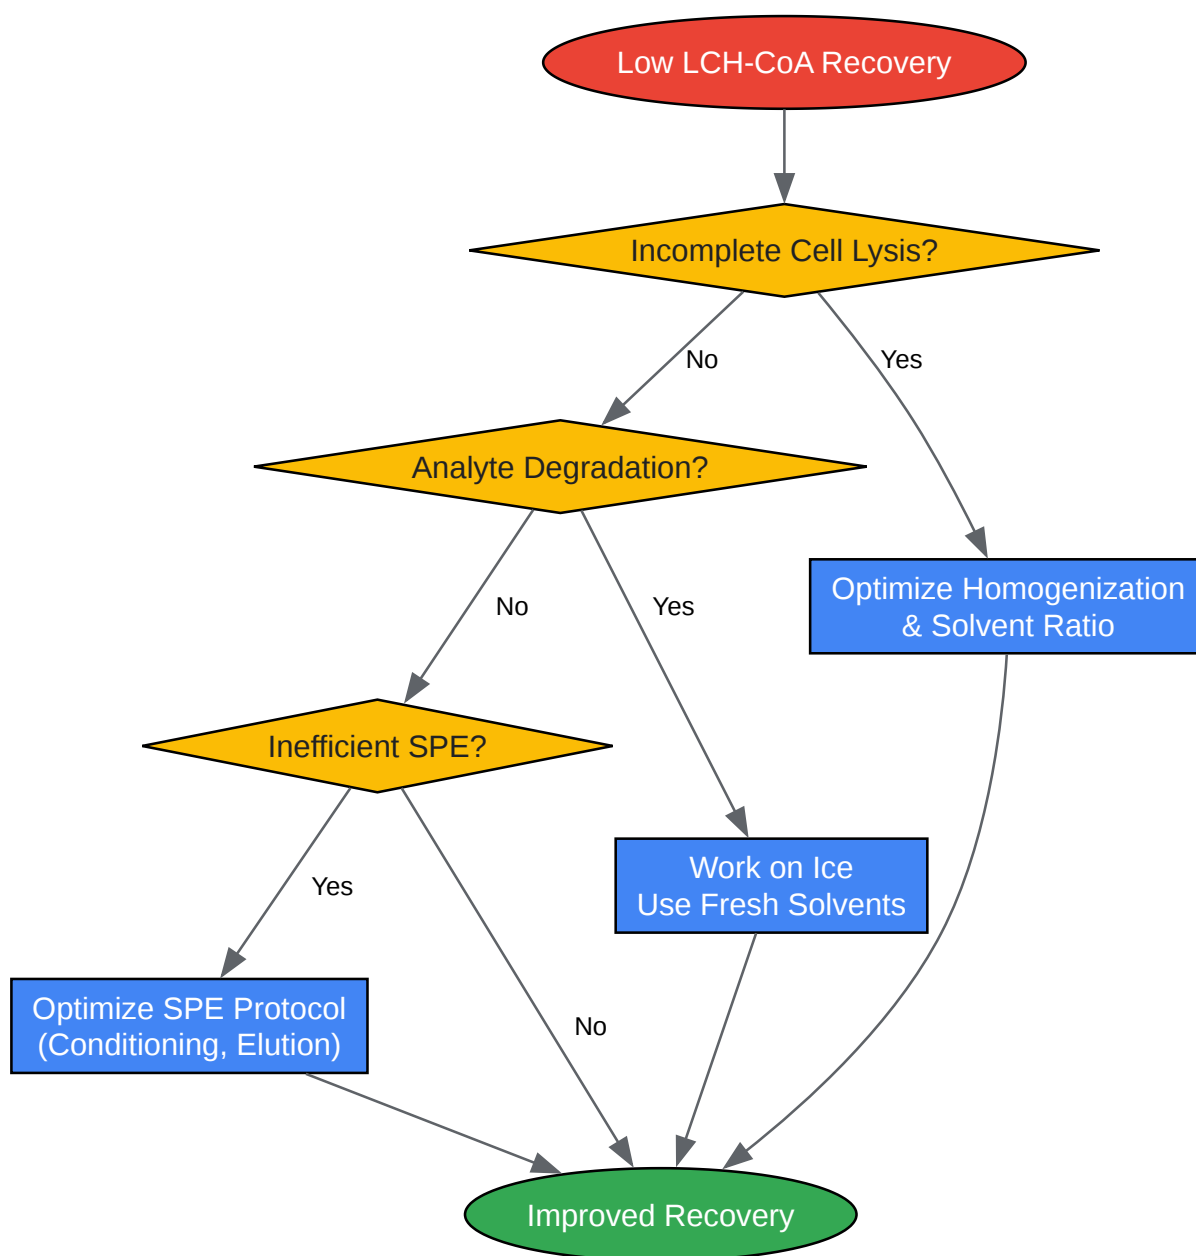 Low LCH-CoA Recovery
Incomplete Cell Lysis?
No
Yes
Analyte Degradation?
No
Yes
Optimize Homogenization
& Solvent Ratio
Inefficient SPE?
Yes
No
Work on Ice
Use Fresh Solvents
Optimize SPE Protocol
(Conditioning, Elution)
Improved Recovery